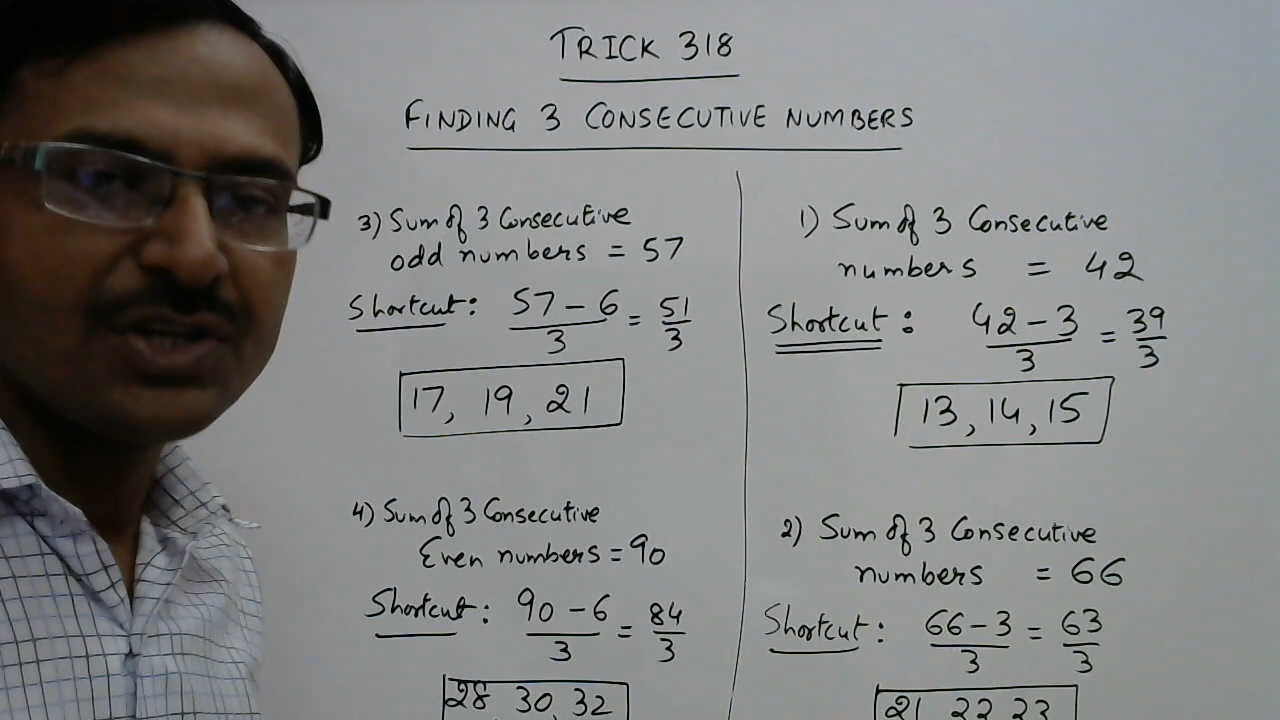 TRICK 318
FINDING 3 CONSECUTIVE NUMBERS
3) Sum of 3 Consecutive
odd numbers = 57
Shortcut: 57 - 6 / 3 = 51 / 3
17, 19, 21
4) Sum of 3 Consecutive
Even numbers = 90
Shortcut: 90 - 6 / 3 = 84 / 3
28 30, 32
1) Sum of 3 Consecutive
numbers = 42
Shortcut: 42 - 3 / 3 = 39 / 3
13, 14, 15
2) Sum of 3 Consecutive
numbers = 66
Shortcut: 66 - 3 / 3 = 63 / 3
21 22 23